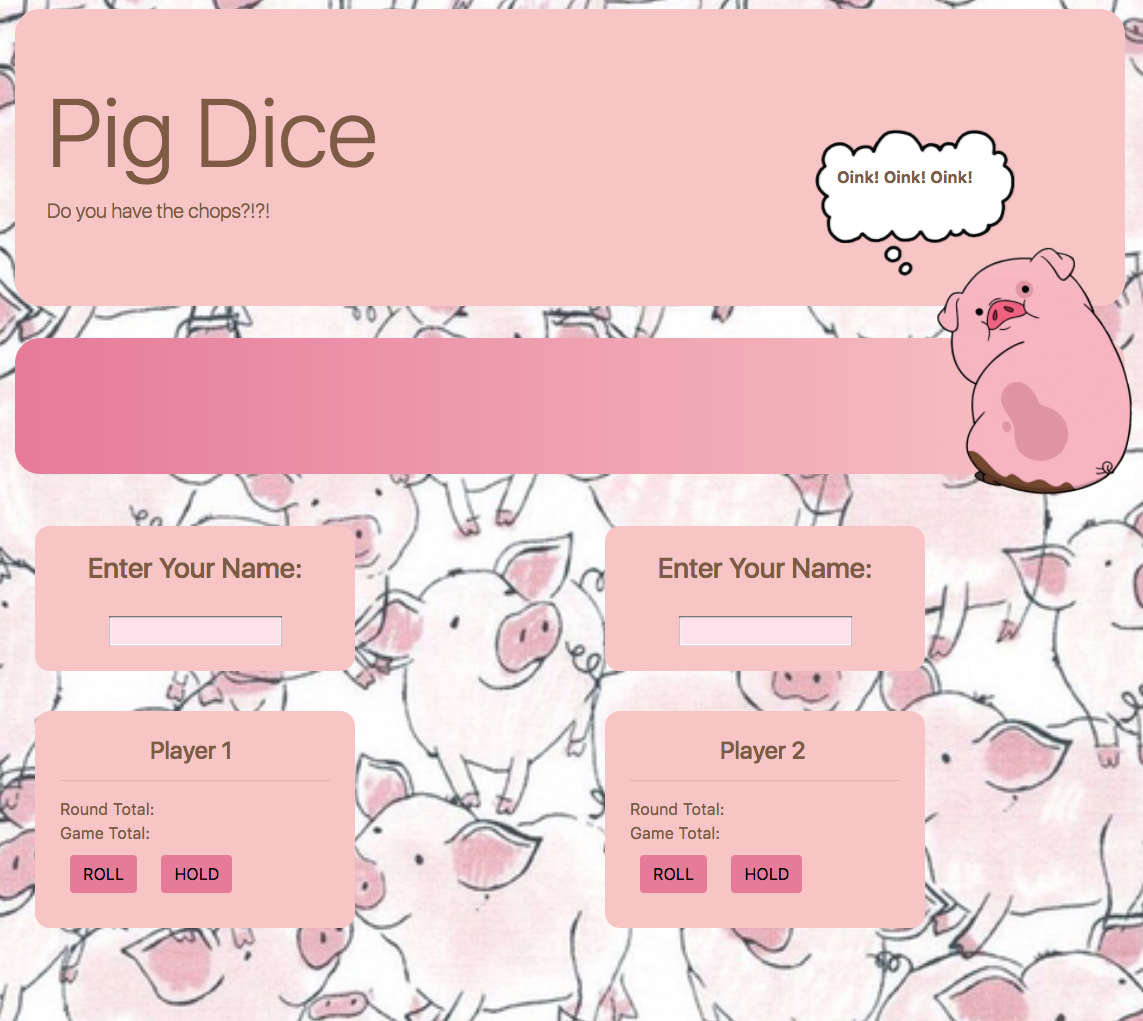 Pig Dice
Do you have the chops?!?!
Oink! Oink! Oink!
Enter Your Name:
Enter Your Name:
Player 1
Round Total:
Game Total:
ROLL HOLD
Player 2
Round Total:
Game Total:
ROLL HOLD